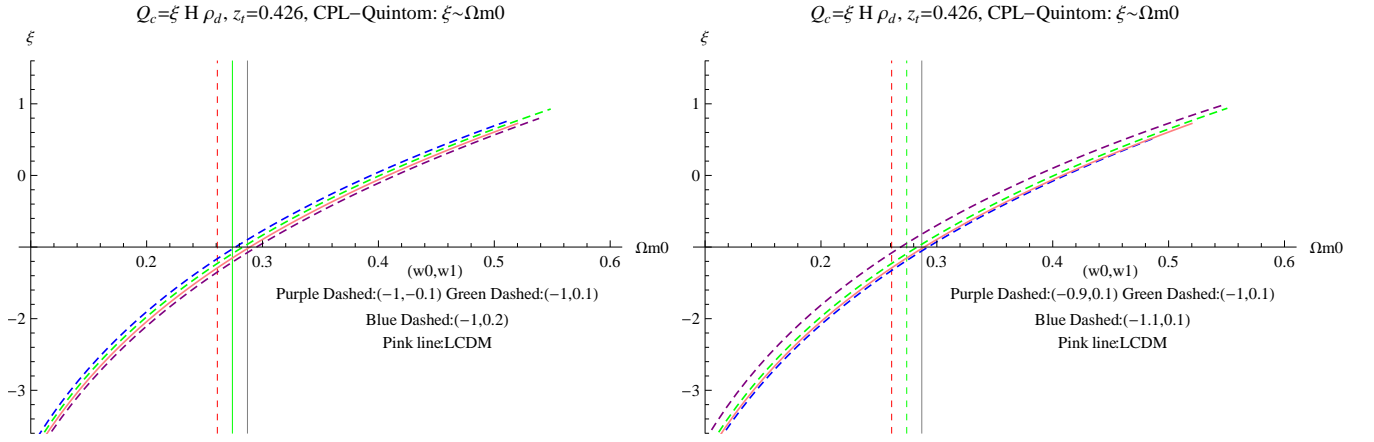 Q_c=ξ H ρ_d, z_t=0.426, CPL−Quintom: ξ~Ωm0
ξ
1
0
−2
−3
0.2
0.3
0.4
0.5
0.6
Ωm0
(w0,w1)
Purple Dashed:(−1,−0.1) Green Dashed:(−1,0.1)
Blue Dashed:(−1,0.2)
Pink line:LCDM
Q_c=ξ H ρ_d, z_t=0.426, CPL−Quintom: ξ~Ωm0
ξ
1
0
−2
−3
0.2
0.3
0.4
0.5
0.6
Ωm0
(w0,w1)
Purple Dashed:(−0.9,0.1) Green Dashed:(−1,0.1)
Blue Dashed:(−1.1,0.1)
Pink line:LCDM